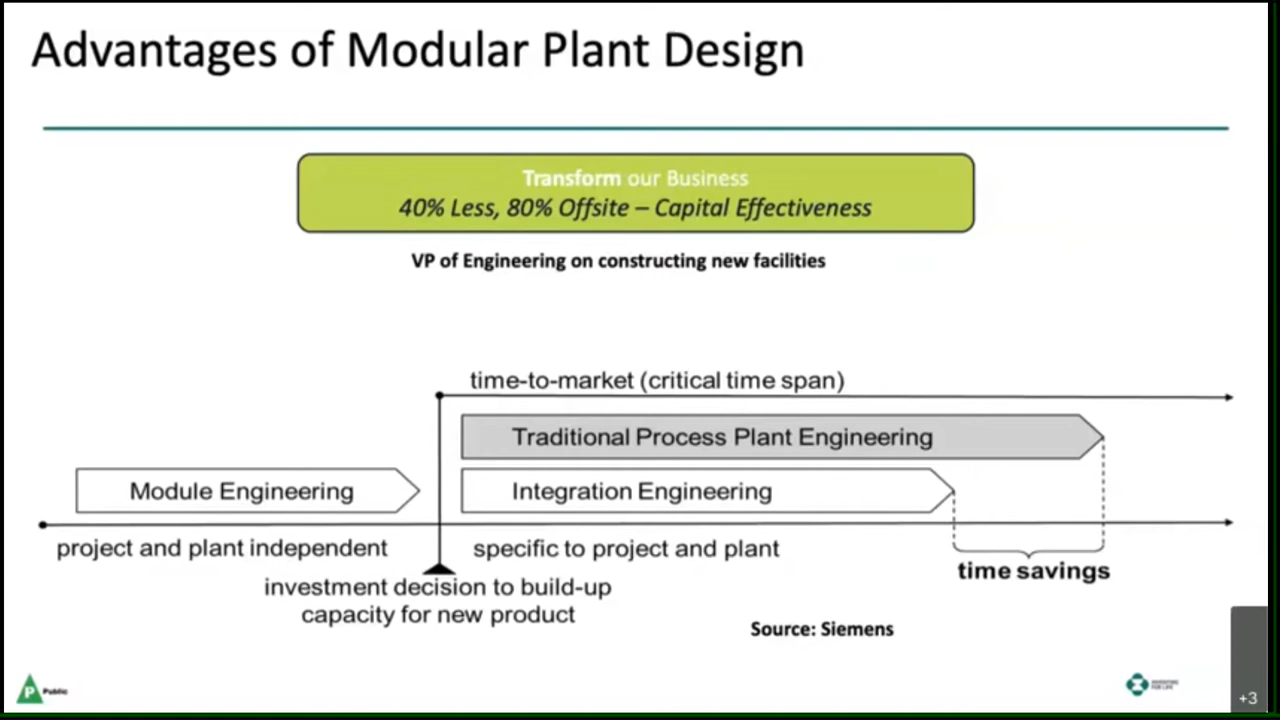 Advantages of Modular Plant Design
Transform our Business
40% Less, 80% Offsite – Capital Effectiveness
VP of Engineering on constructing new facilities
time-to-market (critical time span)
Traditional Process Plant Engineering
Module Engineering
Integration Engineering
project and plant independent
specific to project and plant
time savings
investment decision to build-up
capacity for new product
Source: Siemens
P
Public
INVENTING
FOR LIFE
+3